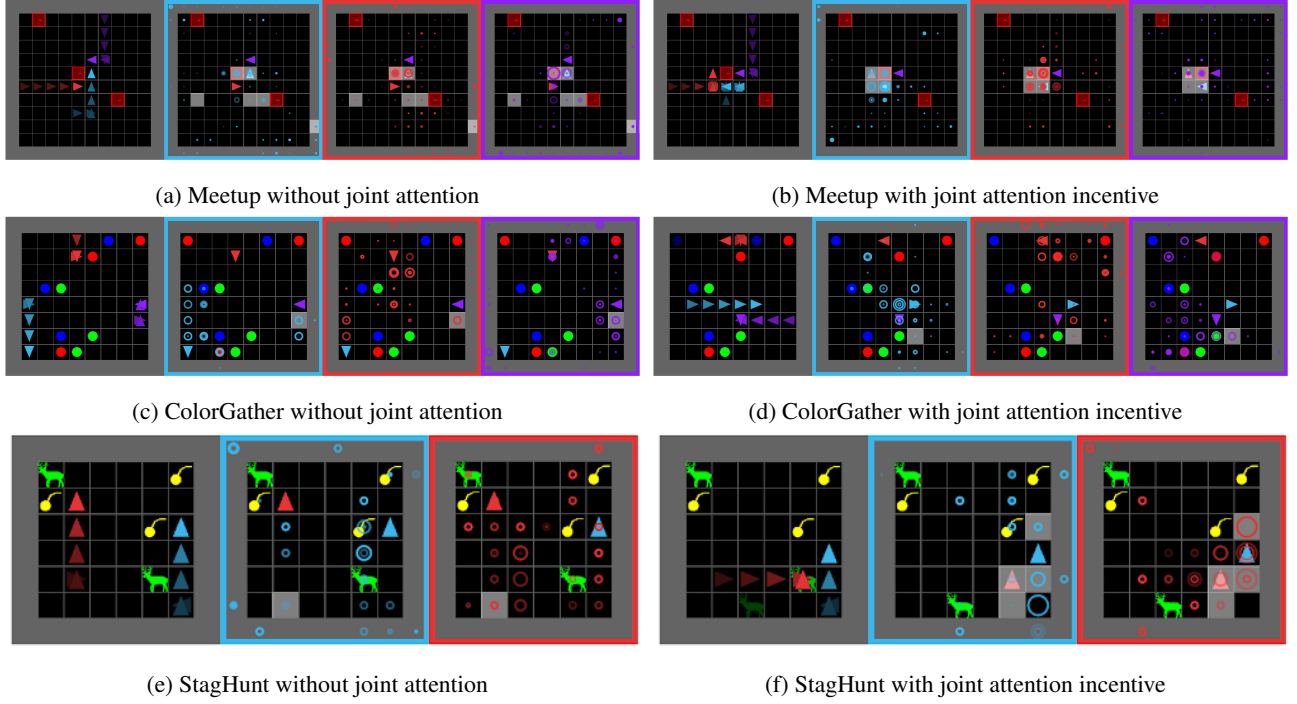 (a) Meetup without joint attention
(b) Meetup with joint attention incentive
(c) ColorGather without joint attention
(d) ColorGather with joint attention incentive
(e) StagHunt without joint attention
(f) StagHunt with joint attention incentive